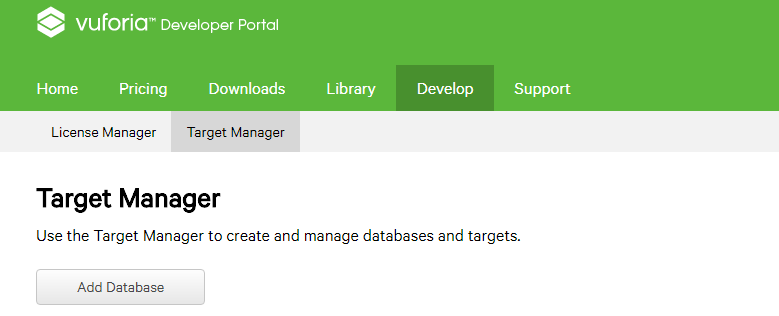 vuforia™ Developer Portal
Home Pricing Downloads Library Develop Support
License Manager Target Manager
Target Manager
Use the Target Manager to create and manage databases and targets.
Add Database